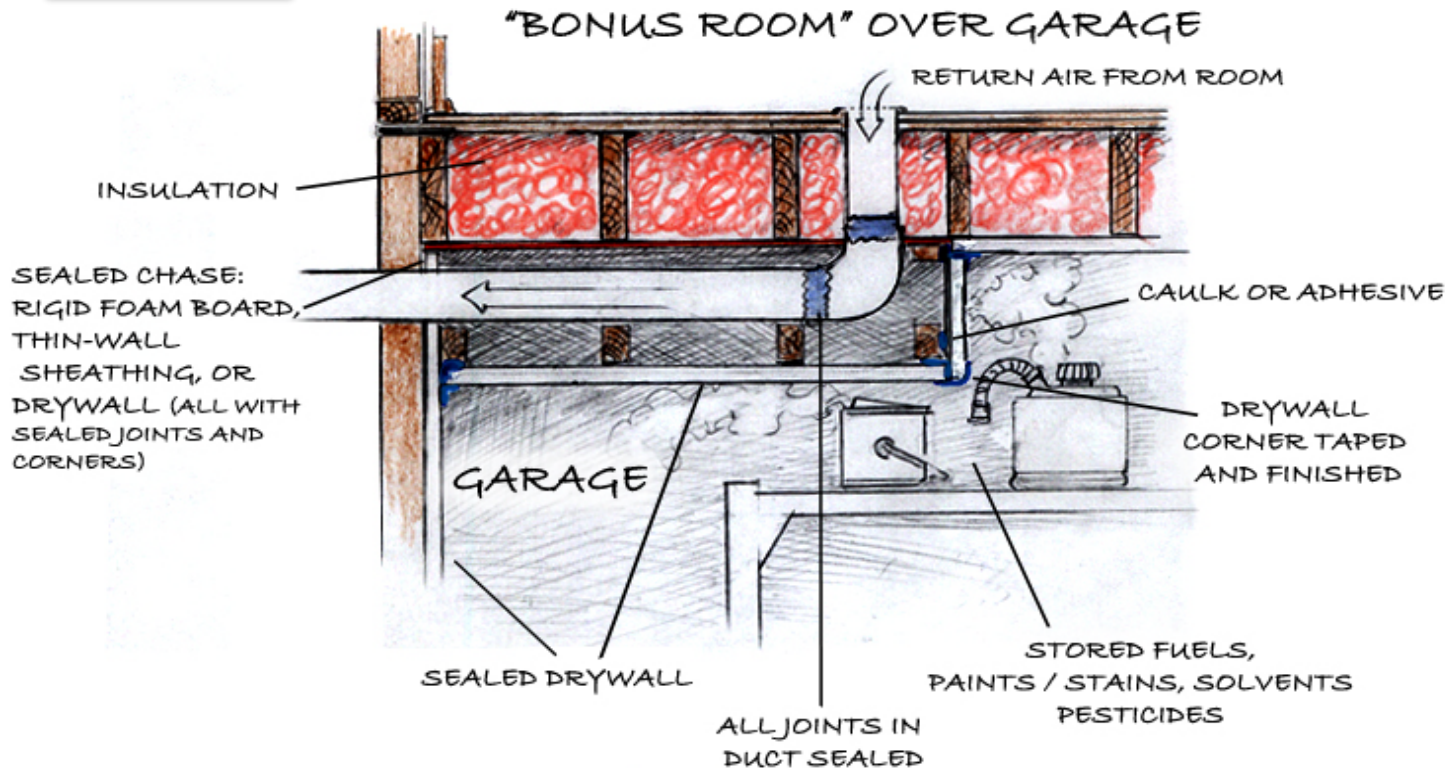 "BONUS ROOM" OVER GARAGE
RETURN AIR FROM ROOM
INSULATION
SEALED CHASE:
RIGID FOAM BOARD,
THIN-WALL
SHEATHING, OR
DRYWALL (ALL WITH
SEALED JOINTS AND
CORNERS)
CAULK OR ADHESIVE
DRYWALL
CORNER TAPED
AND FINISHED
GARAGE
SEALED DRYWALL
STORED FUELS,
PAINTS / STAINS, SOLVENTS
PESTICIDES
ALL JOINTS IN
DUCT SEALED